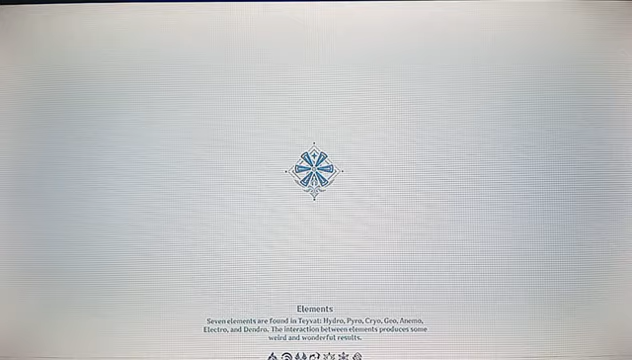 Elements
Seven elements are found in Teyvat: Hydro, Pyro, Cryo, Geo, Anemo,
Electro, and Dendro. The interaction between elements produces some
weird and wonderful results.